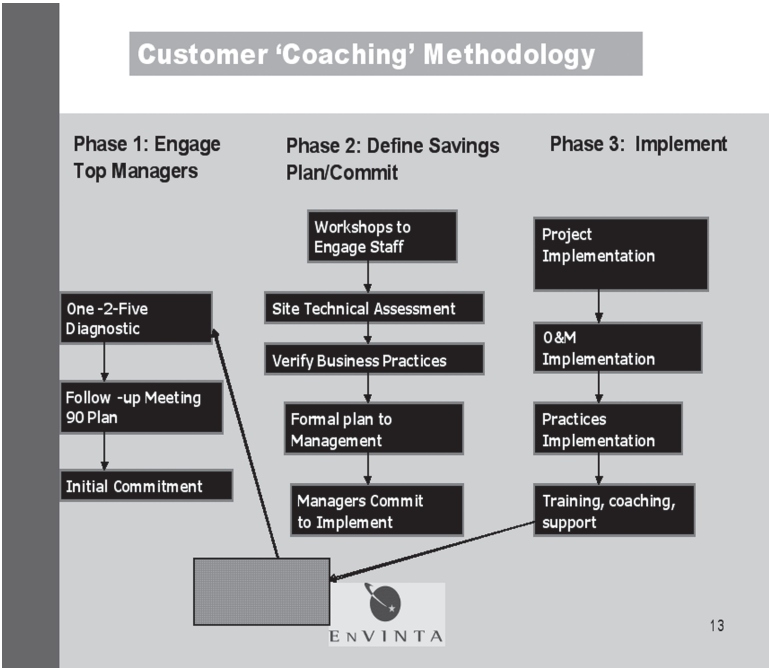 Customer ‘Coaching’ Methodology
Phase 1: Engage
Top Managers
One -2-Five
Diagnostic
Follow -up Meeting
90 Plan
Initial Commitment
Phase 2: Define Savings
Plan/Commit
Workshops to
Engage Staff
Site Technical Assessment
Verify Business Practices
Formal plan to
Management
Managers Commit
to Implement
Phase 3:  Implement
Project
Implementation
O&M
Implementation
Practices
Implementation
Training, coaching,
support
ENVINTA
13